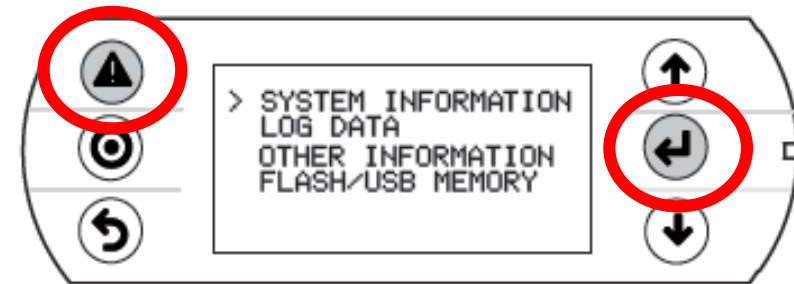 > SYSTEM INFORMATION
LOG DATA
OTHER INFORMATION
FLASH/USB MEMORY